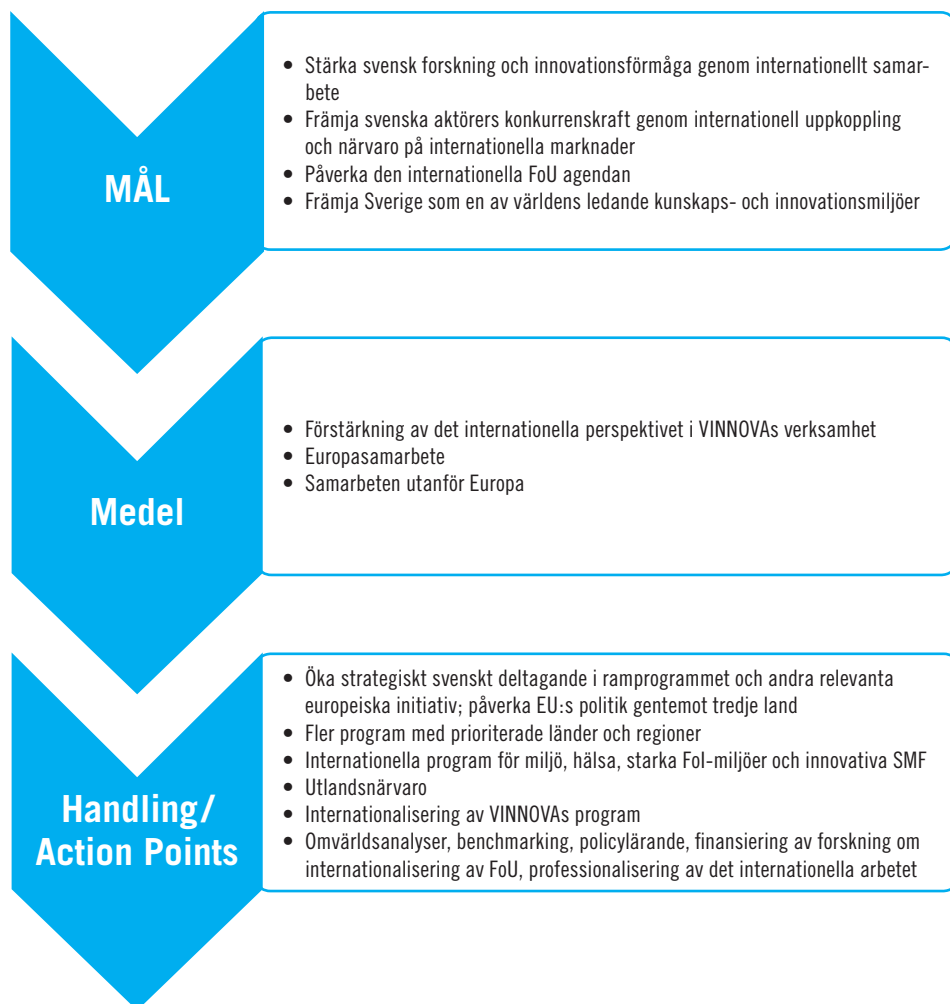 MÅL
• Stärka svensk forskning och innovationsförmåga genom internationellt samar-
bete
• Främja svenska aktörers konkurrenskraft genom internationell uppkoppling
och närvaro på internationella marknader
• Påverka den internationella FoU agendan
• Främja Sverige som en av världens ledande kunskaps- och innovationsmiljöer
Medel
• Förstärkning av det internationella perspektivet i VINNOVAs verksamhet
• Europasamarbete
• Samarbeten utanför Europa
Handling/
Action Points
• Öka strategiskt svenskt deltagande i ramprogrammet och andra relevanta
europeiska initiativ; påverka EU:s politik gentemot tredje land
• Fler program med prioriterade länder och regioner
• Internationella program för miljö, hälsa, starka FoI-miljöer och innovativa SMF
• Utlandsnärvaro
• Internationalisering av VINNOVAs program
• Omvärldsanalyser, benchmarking, policylärande, finansiering av forskning om
internationalisering av FoU, professionalisering av det internationella arbetet